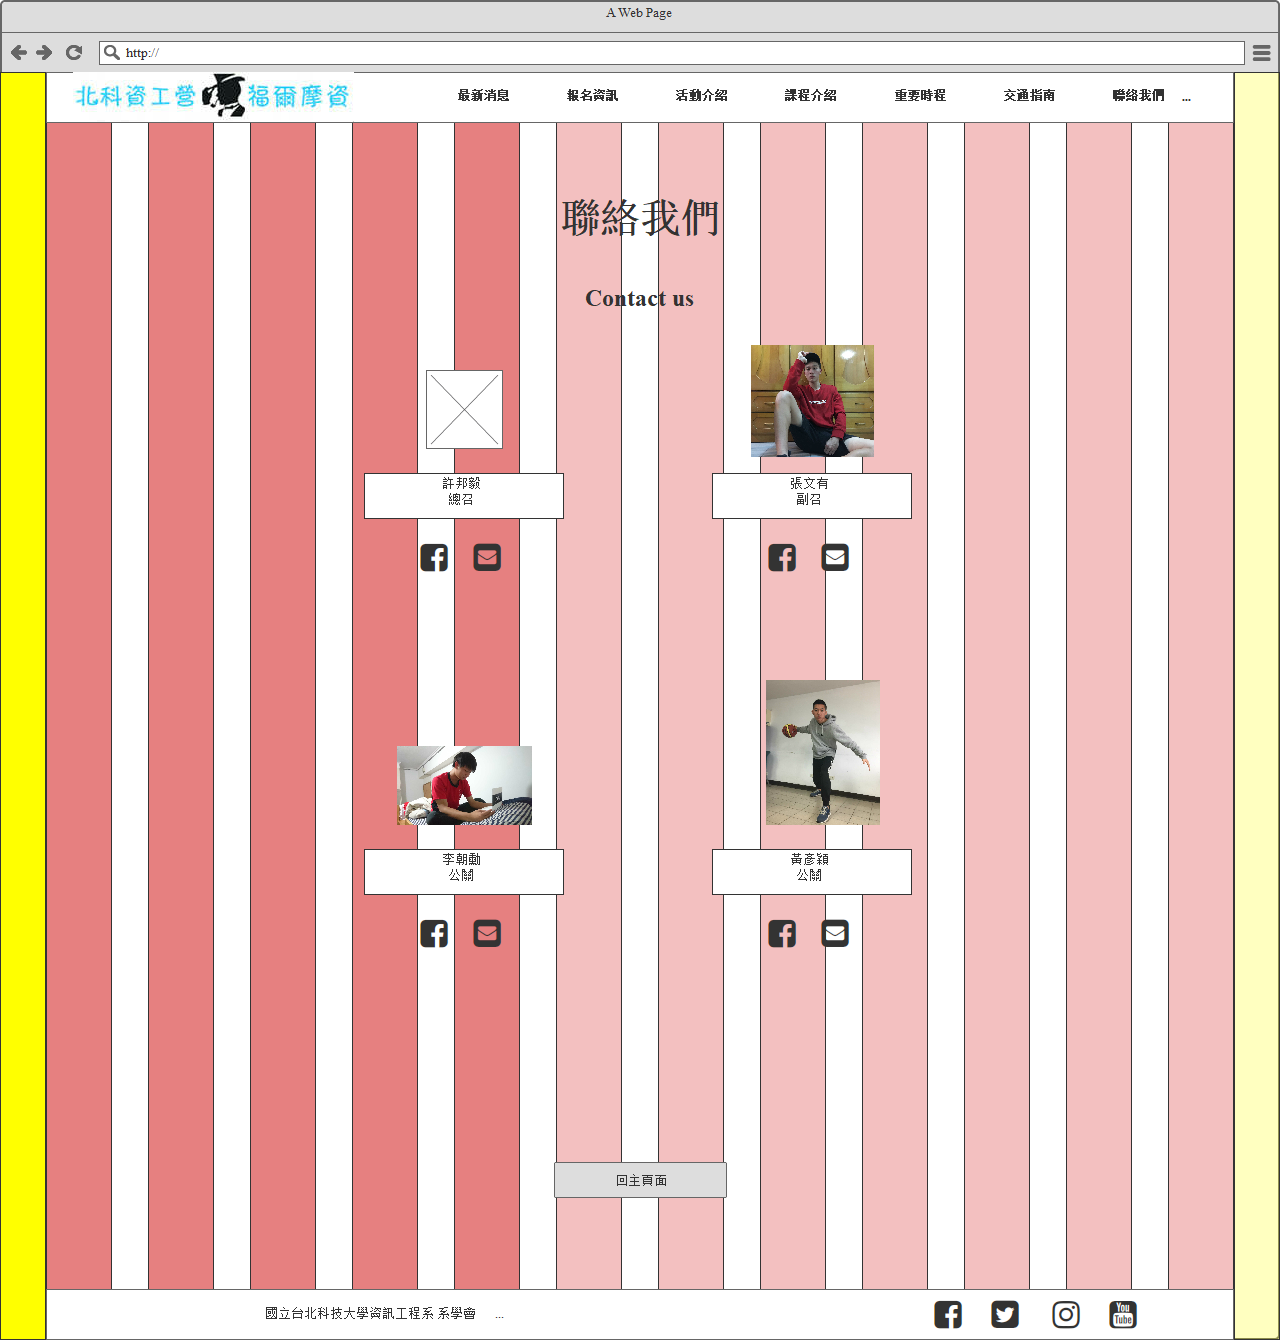 A Web Page
http://
北科資工營 福爾摩資
最新消息 報名資訊 活動介紹 課程介紹 重要時程 交通指南 聯絡我們 ...
聯絡我們
Contact us
許邦毅
總召
張文有
副召
李朝勳
公關
黃彥穎
公關
回主頁面
國立台北科技大學資訊工程系 系學會 ...
You
Tube